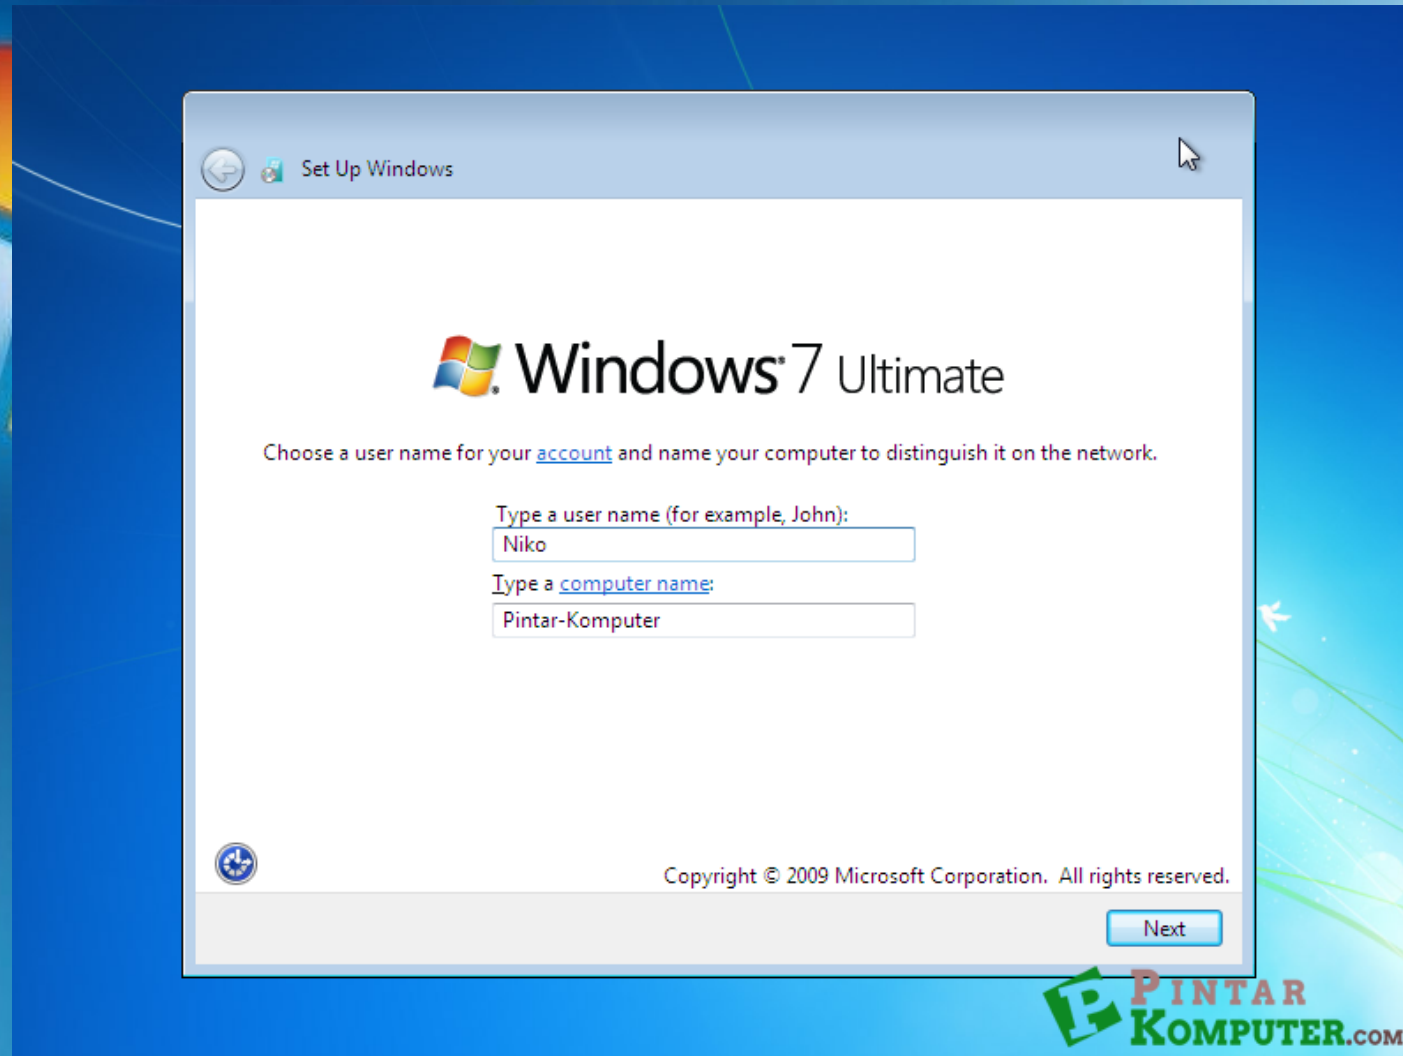 Set Up Windows
Windows® 7 Ultimate
Choose a user name for your account and name your computer to distinguish it on the network.
Type a user name (for example, John):
Niko
Type a computer name:
Pintar-Komputer
Copyright © 2009 Microsoft Corporation. All rights reserved.
Next
PINTAR
KOMPUTER.COM